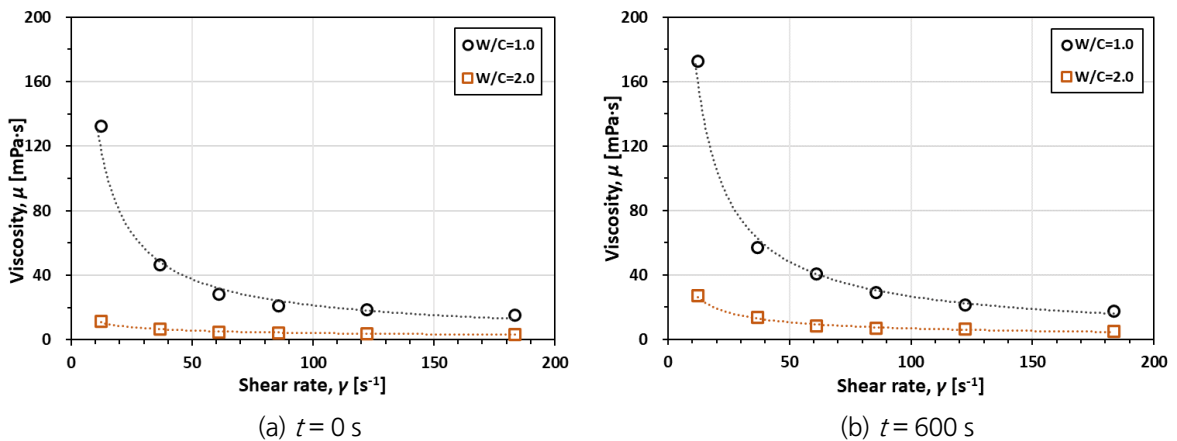 200
160
120
80
40
0
Viscosity, μ [mPa·s]
W/C=1.0
W/C=2.0
0 50 100 150 200
Shear rate, γ [s⁻¹]
(a) t = 0 s
200
160
120
80
40
0
Viscosity, μ [mPa·s]
W/C=1.0
W/C=2.0
0 50 100 150 200
Shear rate, γ [s⁻¹]
(b) t = 600 s